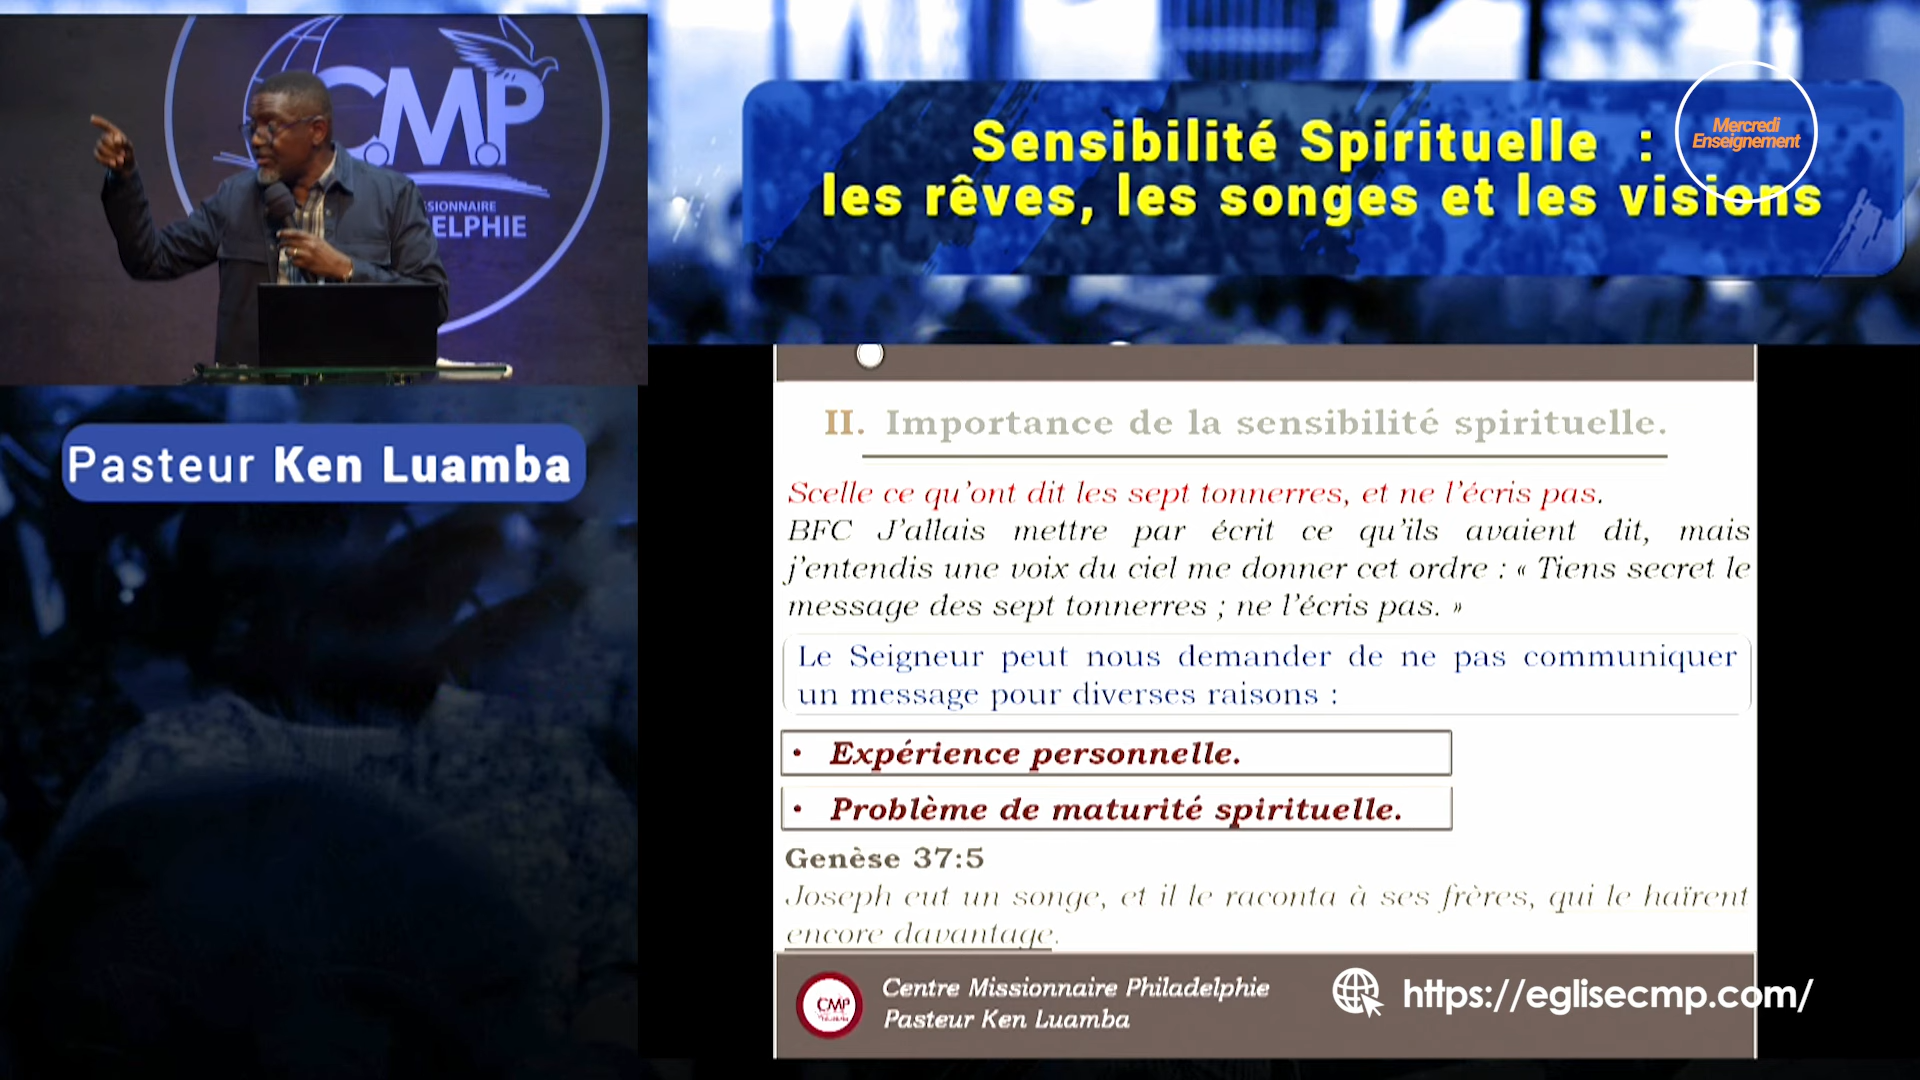 C.M.P
SSIONNAIRE
ELPHIE
Sensibilité Spirituelle :
les rêves, les songes et les visions
Mercredi
Enseignement
Pasteur Ken Luamba
II. Importance de la sensibilité spirituelle.
Scelle ce qu'ont dit les sept tonnerres, et ne l'écris pas.
BFC J'allais mettre par écrit ce qu'ils avaient dit, mais
j'entendis une voix du ciel me donner cet ordre : « Tiens secret le
message des sept tonnerres ; ne l'écris pas. »
Le Seigneur peut nous demander de ne pas communiquer
un message pour diverses raisons :
• Expérience personnelle.
• Problème de maturité spirituelle.
Genèse 37:5
Joseph eut un songe, et il le raconta à ses frères, qui le haïrent
encore davantage.
CMP
Centre Missionnaire Philadelphie
Pasteur Ken Luamba
https://eglisecmp.com/